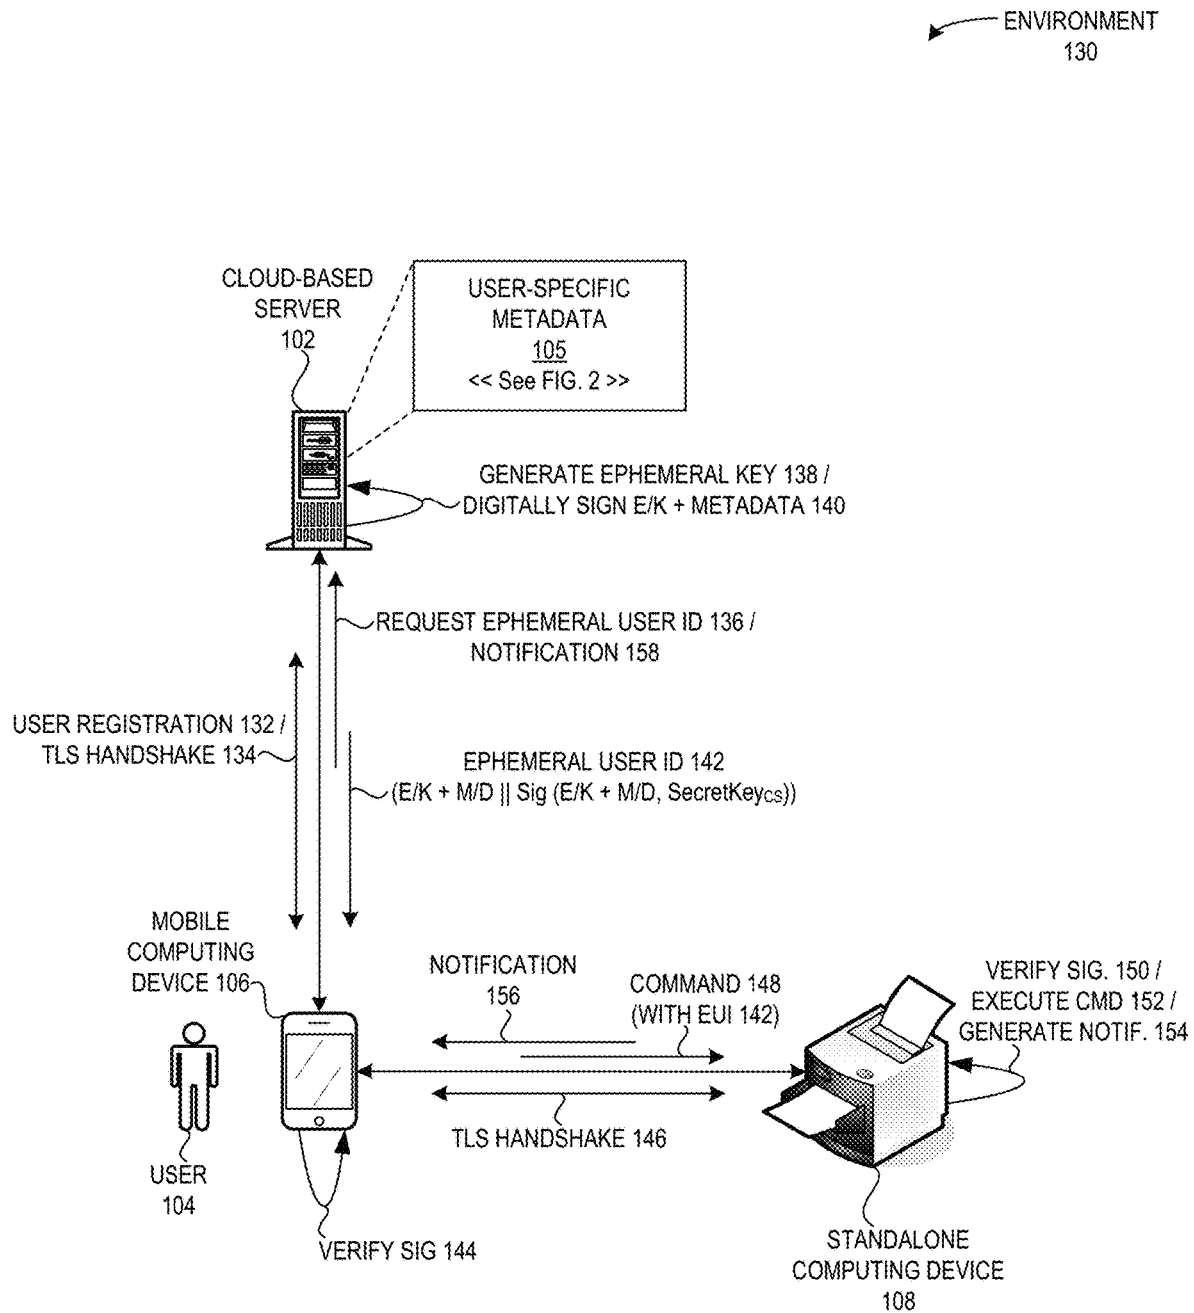 ENVIRONMENT
130
CLOUD-BASED
SERVER
102
USER-SPECIFIC
METADATA
105
<< See FIG. 2 >>
GENERATE EPHEMERAL KEY 138 /
DIGITALLY SIGN E/K + METADATA 140
REQUEST EPHEMERAL USER ID 136 /
NOTIFICATION 158
USER REGISTRATION 132 /
TLS HANDSHAKE 134
EPHEMERAL USER ID 142
(E/K + M/D || Sig (E/K + M/D, SecretKeyCS))
MOBILE
COMPUTING
DEVICE 106
NOTIFICATION
156
COMMAND 148
(WITH EUI 142)
VERIFY SIG. 150 /
EXECUTE CMD 152 /
GENERATE NOTIF. 154
TLS HANDSHAKE 146
USER
104
VERIFY SIG 144
STANDALONE
COMPUTING DEVICE
108